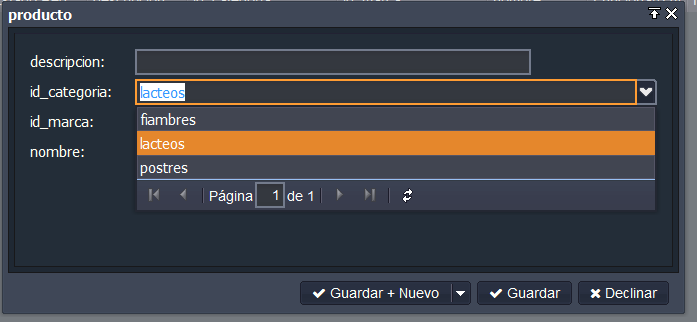 producto
descripcion:
id_categoria: lacteos
id_marca: fiambres
lacteos
nombre:
postres
Página 1 de 1
Guardar + Nuevo Guardar Declinar